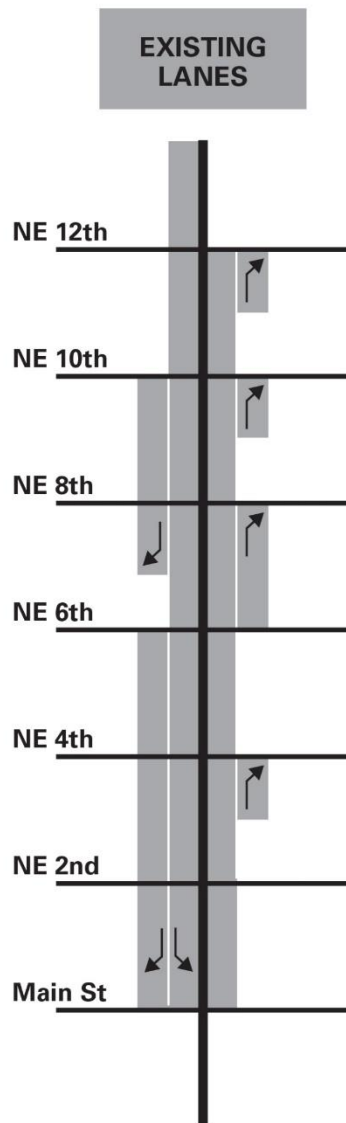 EXISTING
LANES
NE 12th
NE 10th
NE 8th
NE 6th
NE 4th
NE 2nd
Main St